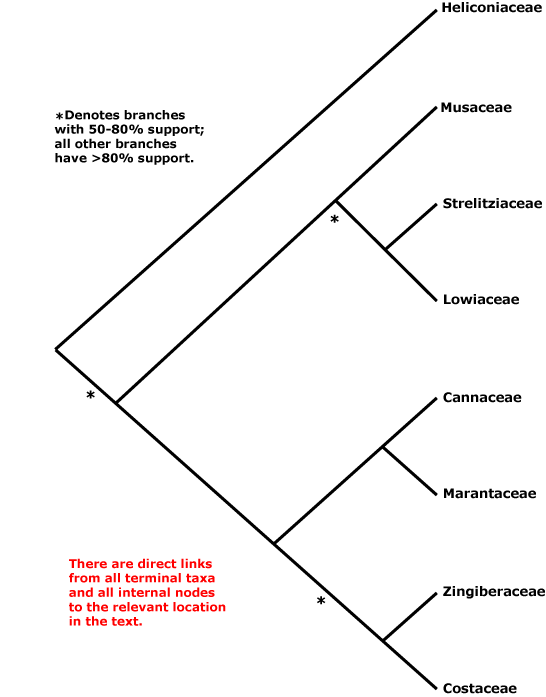 Heliconiaceae
Musaceae
*Denotes branches
with 50-80% support;
all other branches
have >80% support.
Strelitziaceae
*
Lowiaceae
*
Cannaceae
Marantaceae
There are direct links
from all terminal taxa
and all internal nodes
to the relevant location
in the text.
Zingiberaceae
*
Costaceae